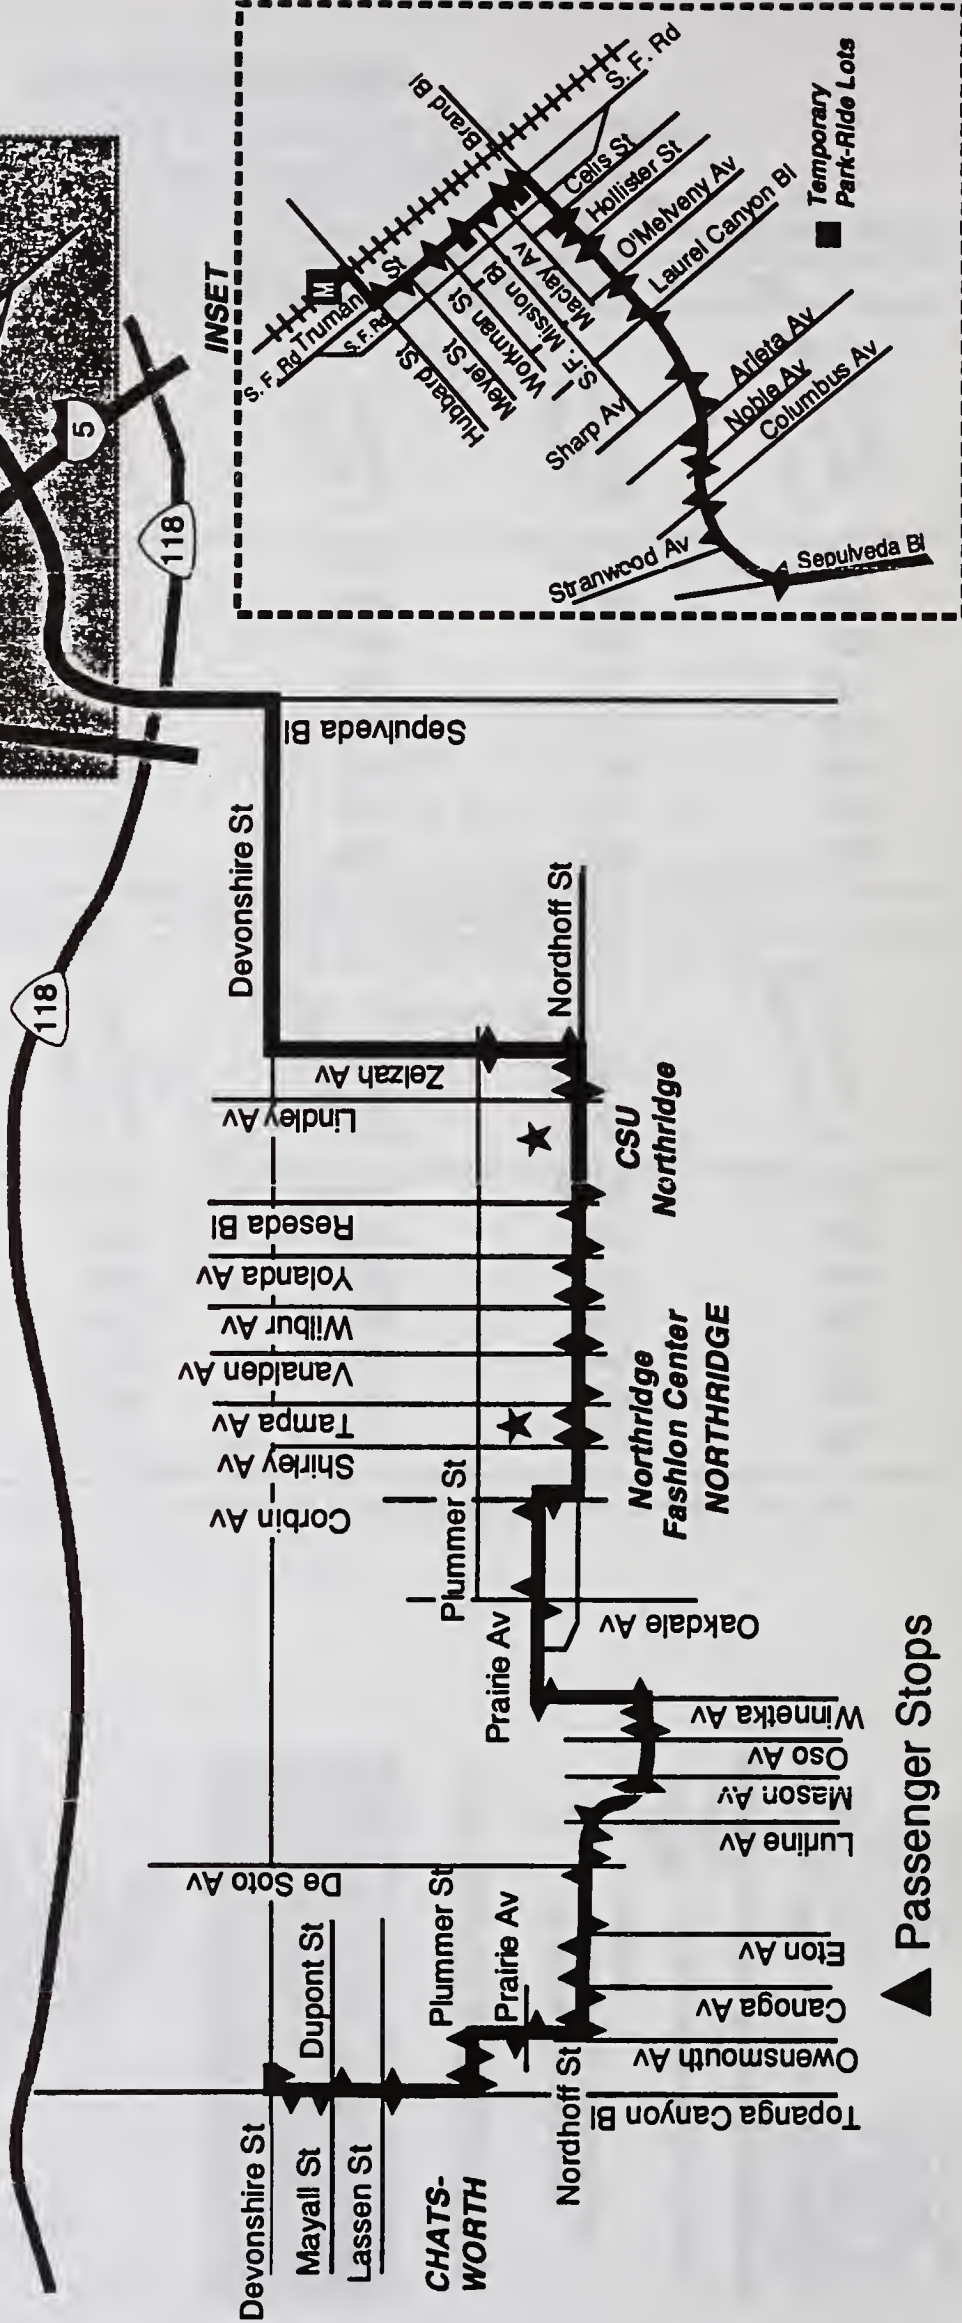 INSET
S. F. Rd
Truman St
S. F. Rd
M
Brand Bl
S. F. Rd
Celis St
Hollister St
O'Melveny Av
Laurel Canyon Bl
Maclay Av
S.F. Mission Bl
Workman St
Meyer St
Hubbard St
Sharp Av
Arleta Av
Noble Av
Columbus Av
Stranwood Av
Sepulveda Bl
Temporary
Park-Ride Lots
5
118
118
Sepulveda Bl
Devonshire St
Nordhoff St
Zelzah Av
Lindley Av
CSU
Northridge
Reseda Bl
Yolanda Av
Wilbur Av
Vanalden Av
Tampa Av
Shirley Av
Corbin Av
Northridge
Fashion Center
NORTHRIDGE
Plummer St
Prairie Av
Oakdale Av
Winnetka Av
Oso Av
Mason Av
Lurline Av
De Soto Av
Plummer St
Prairie Av
Eton Av
Canoga Av
Owensmouth Av
Topanga Canyon Bl
Nordhoff St
Dupont St
Devonshire St
Mayall St
Lassen St
CHATS-
WORTH
Passenger Stops